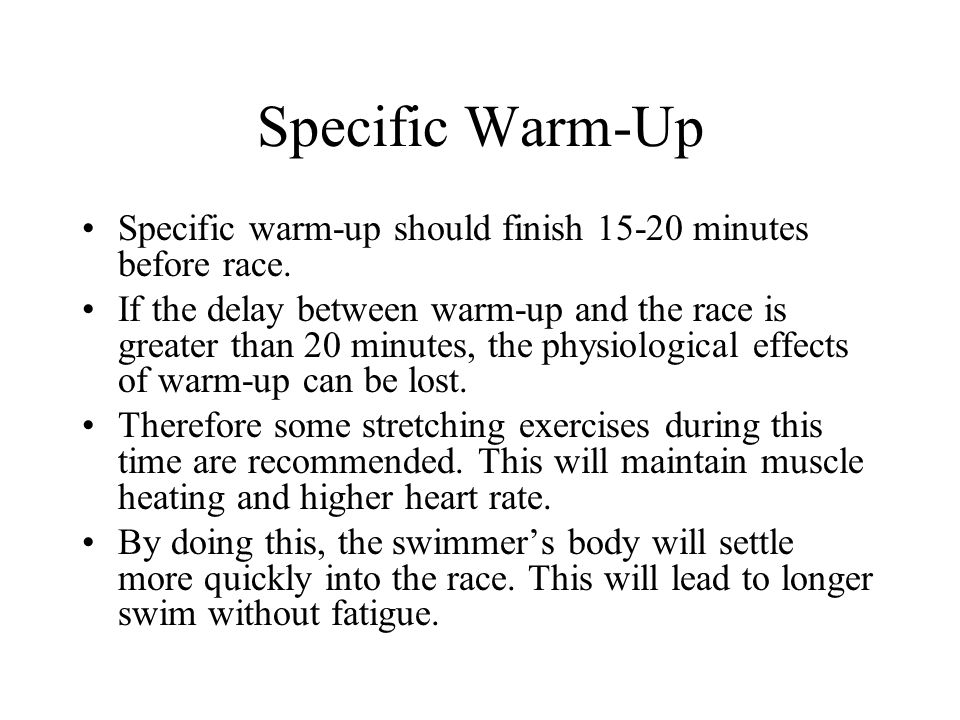 Specific Warm-Up
• Specific warm-up should finish 15-20 minutes
before race.
• If the delay between warm-up and the race is
greater than 20 minutes, the physiological effects
of warm-up can be lost.
• Therefore some stretching exercises during this
time are recommended. This will maintain muscle
heating and higher heart rate.
• By doing this, the swimmer’s body will settle
more quickly into the race. This will lead to longer
swim without fatigue.